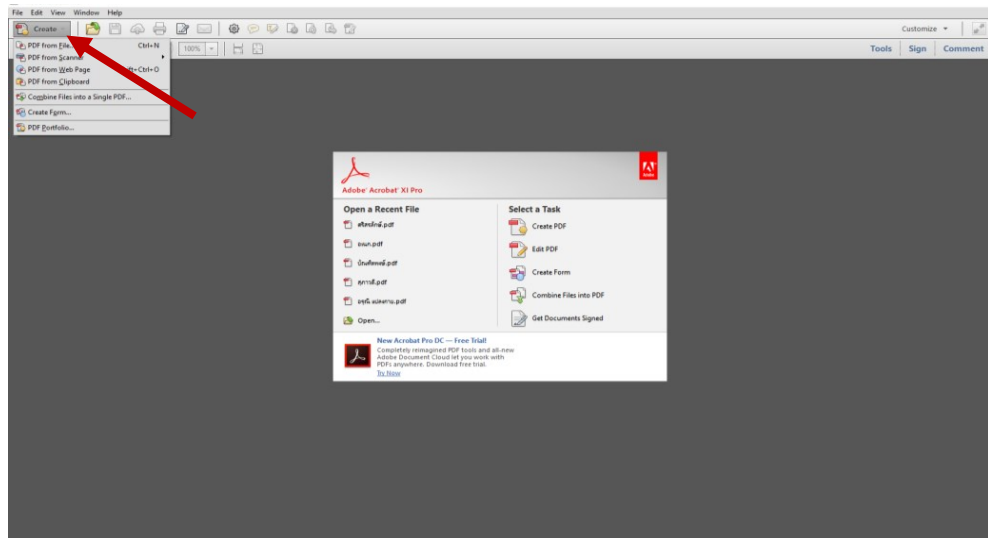 File Edit View Window Help
Create
Customize
100%
Tools Sign Comment
PDF from File... Ctrl+N
PDF from Scanner
PDF from Web Page ft+Ctrl+O
PDF from Clipboard
Combine Files into a Single PDF...
Create Form...
PDF Portfolio...
Adobe Acrobat XI Pro
Adobe
Open a Recent File
.pdf
.pdf
.pdf
.pdf
.pdf
Open...
Select a Task
Create PDF
Edit PDF
Create Form
Combine Files into PDF
Get Documents Signed
New Acrobat Pro DC — Free Trial!
Completely reimagined PDF tools and all-new
Adobe Document Cloud let you work with
PDFs anywhere. Download free trial.
Try Now